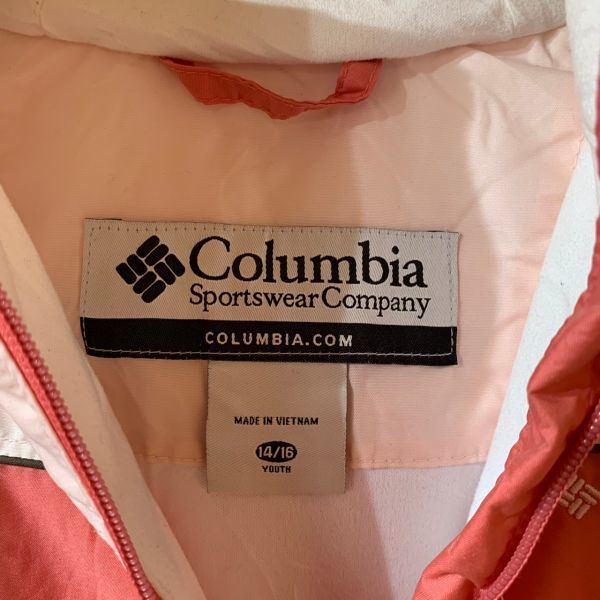 Columbia
Sportswear Company
COLUMBIA.COM
MADE IN VIETNAM
14/16
YOUTH